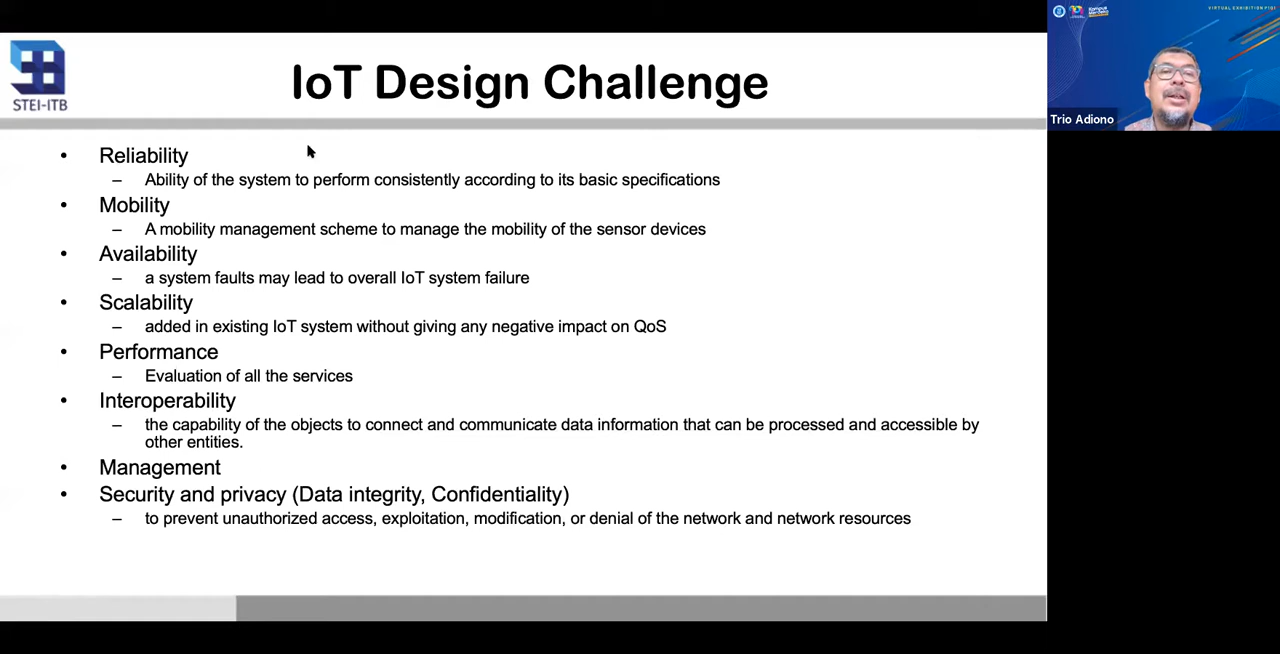 STEI-ITB
IoT Design Challenge
• Reliability
– Ability of the system to perform consistently according to its basic specifications
• Mobility
– A mobility management scheme to manage the mobility of the sensor devices
• Availability
– a system faults may lead to overall IoT system failure
• Scalability
– added in existing IoT system without giving any negative impact on QoS
• Performance
– Evaluation of all the services
• Interoperability
– the capability of the objects to connect and communicate data information that can be processed and accessible by
other entities.
• Management
• Security and privacy (Data integrity, Confidentiality)
– to prevent unauthorized access, exploitation, modification, or denial of the network and network resources
VIRTUAL EXHIBITION
Trio Adiono